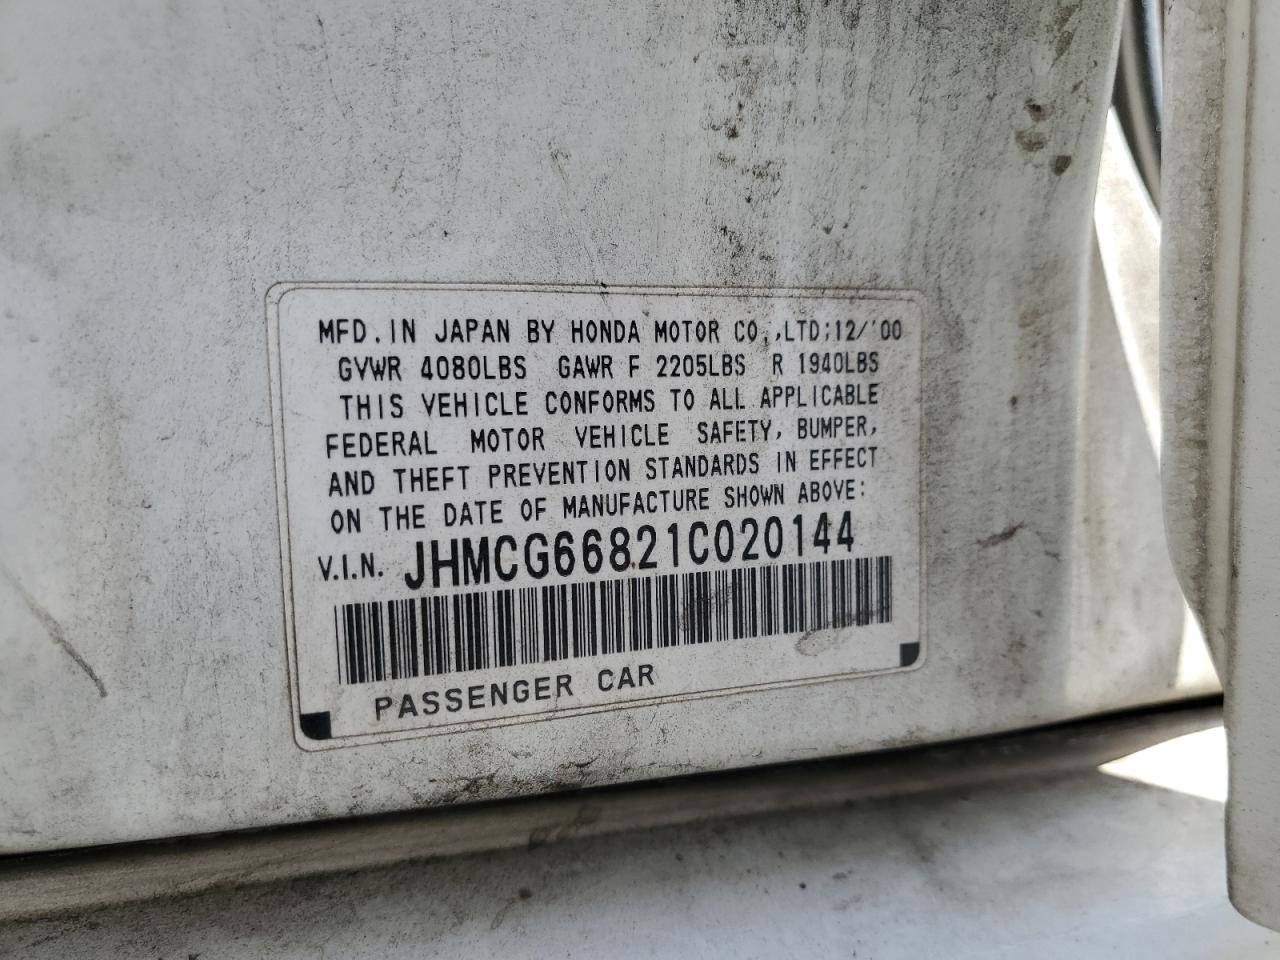 MFD. IN JAPAN BY HONDA MOTOR CO.,LTD;12/'00
GVWR 4080LBS GAWR F 2205LBS R 1940LBS
THIS VEHICLE CONFORMS TO ALL APPLICABLE
FEDERAL MOTOR VEHICLE SAFETY, BUMPER,
AND THEFT PREVENTION STANDARDS IN EFFECT
ON THE DATE OF MANUFACTURE SHOWN ABOVE:
V.I.N. JHMCG66821C020144
PASSENGER CAR